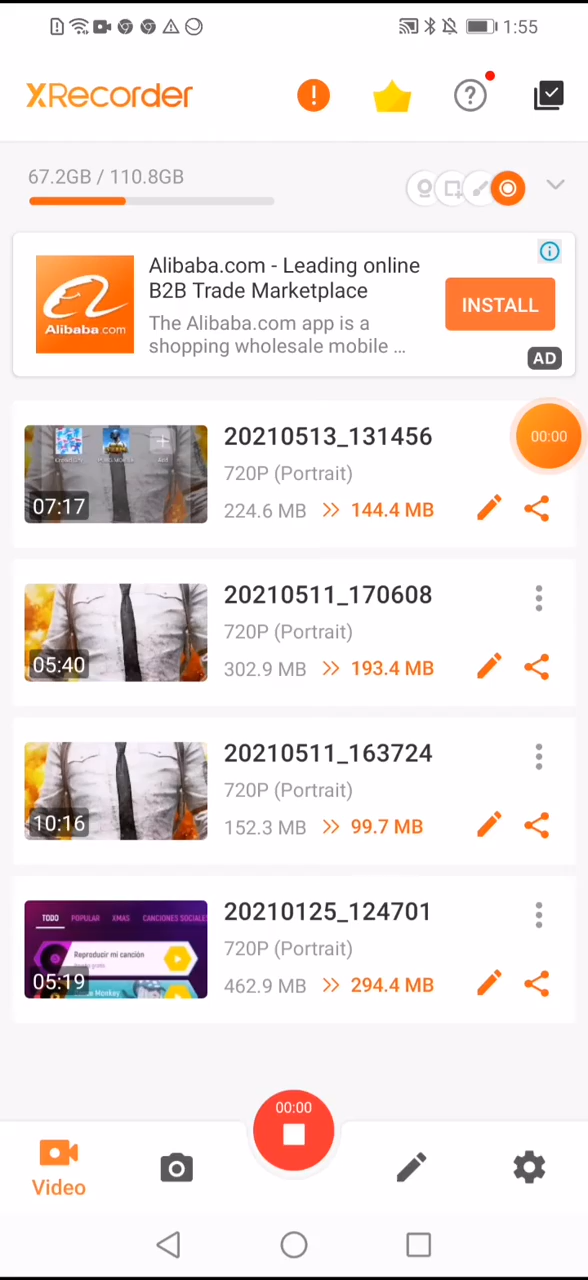 1:55
XRecorder
67.2GB / 110.8GB
Alibaba.com - Leading online
B2B Trade Marketplace
The Alibaba.com app is a
shopping wholesale mobile ...
INSTALL
AD
Alibaba.com
20210513_131456
00:00
720P (Portrait)
07:17
224.6 MB >> 144.4 MB
20210511_170608
720P (Portrait)
05:40
302.9 MB >> 193.4 MB
20210511_163724
720P (Portrait)
10:16
152.3 MB >> 99.7 MB
20210125_124701
TODO POPULAR XMAS CANCIONES SOCIALES
720P (Portrait)
Reproducir mi canción
05:19
462.9 MB >> 294.4 MB
00:00
Video